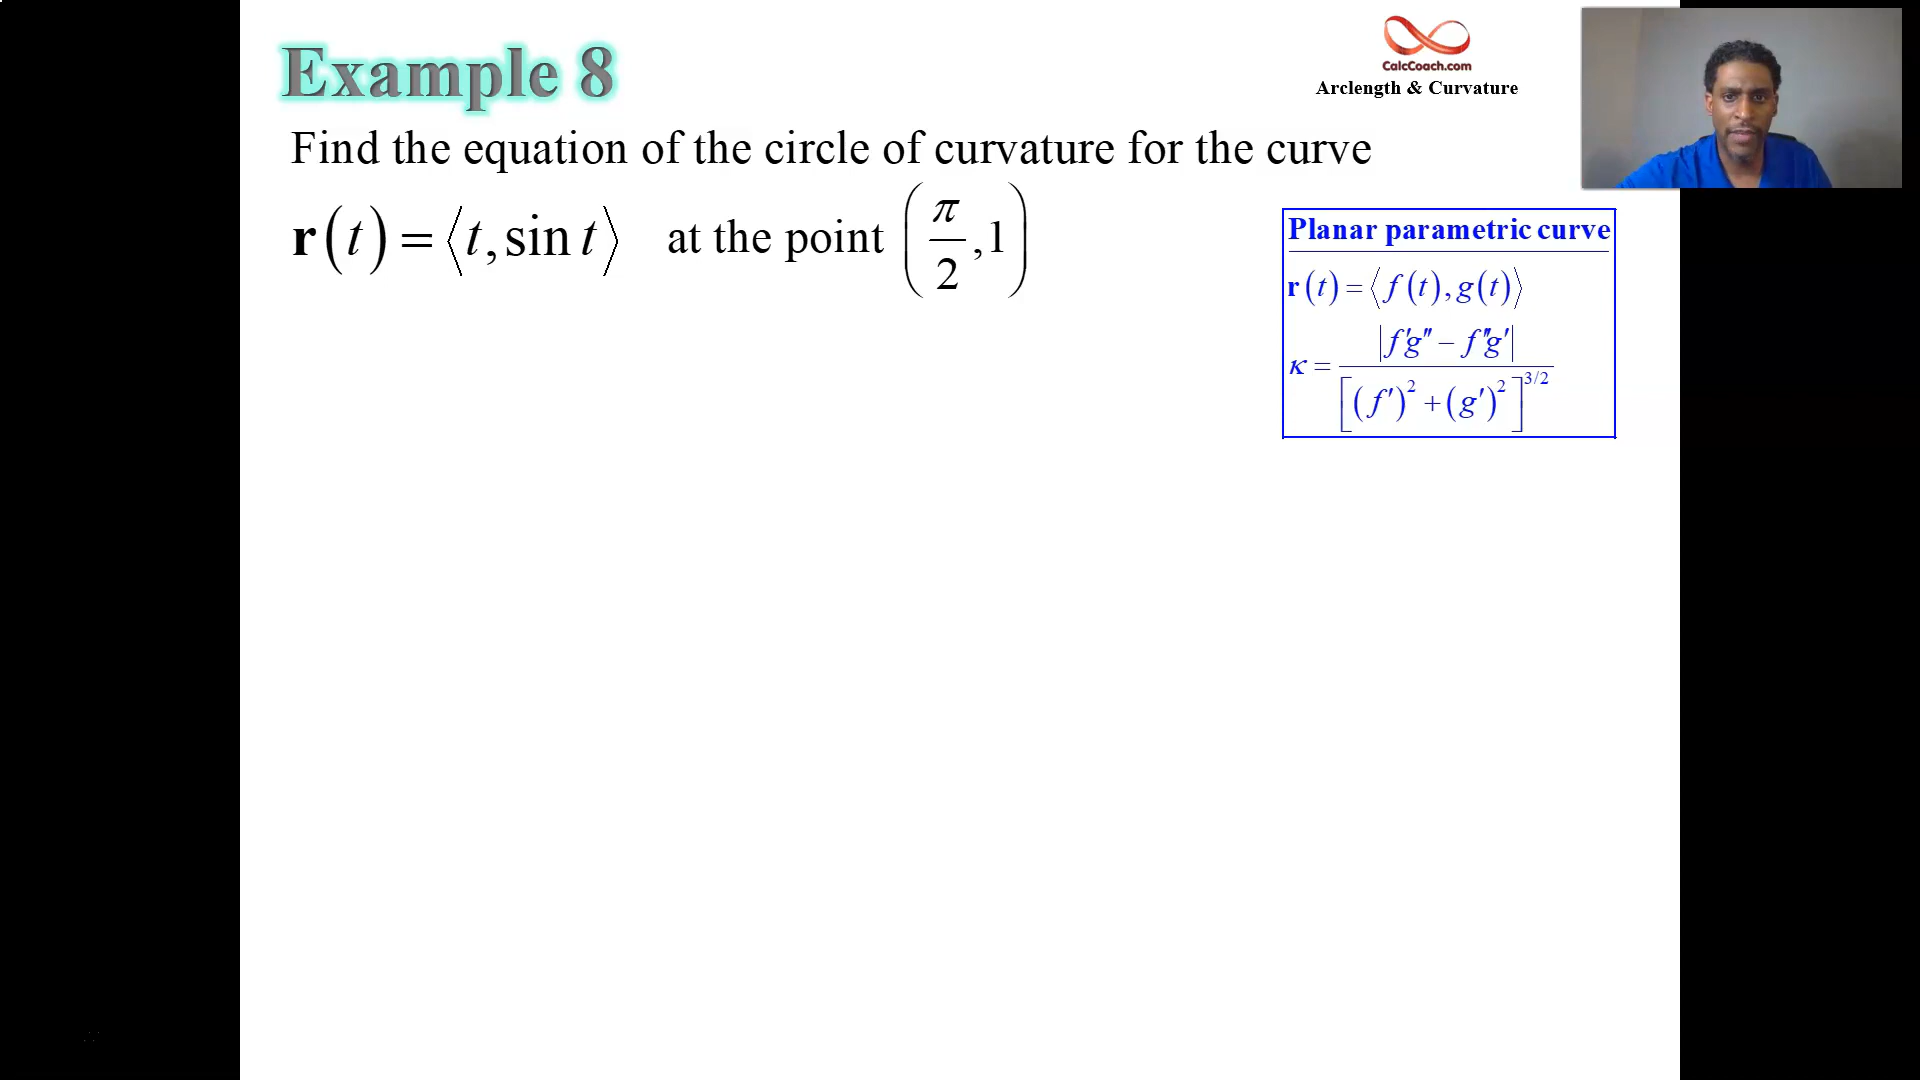 Example 8
CalcCoach.com
Arclength & Curvature
Find the equation of the circle of curvature for the curve
r(t) = ⟨t, sin t⟩ at the point (π/2, 1)
Planar parametric curve
r(t) = ⟨f(t), g(t)⟩
κ = |f′g″ − f″g′| / [(f′)² + (g′)²]^3/2